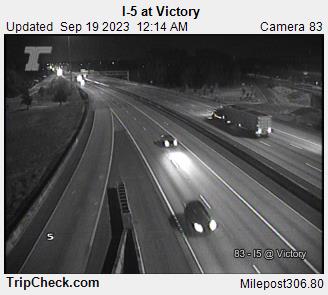 I-5 at Victory
Updated Sep 19 2023 12:14 AM Camera 83
S
83 - I5 @ Victory
TripCheck.com Milepost306.80